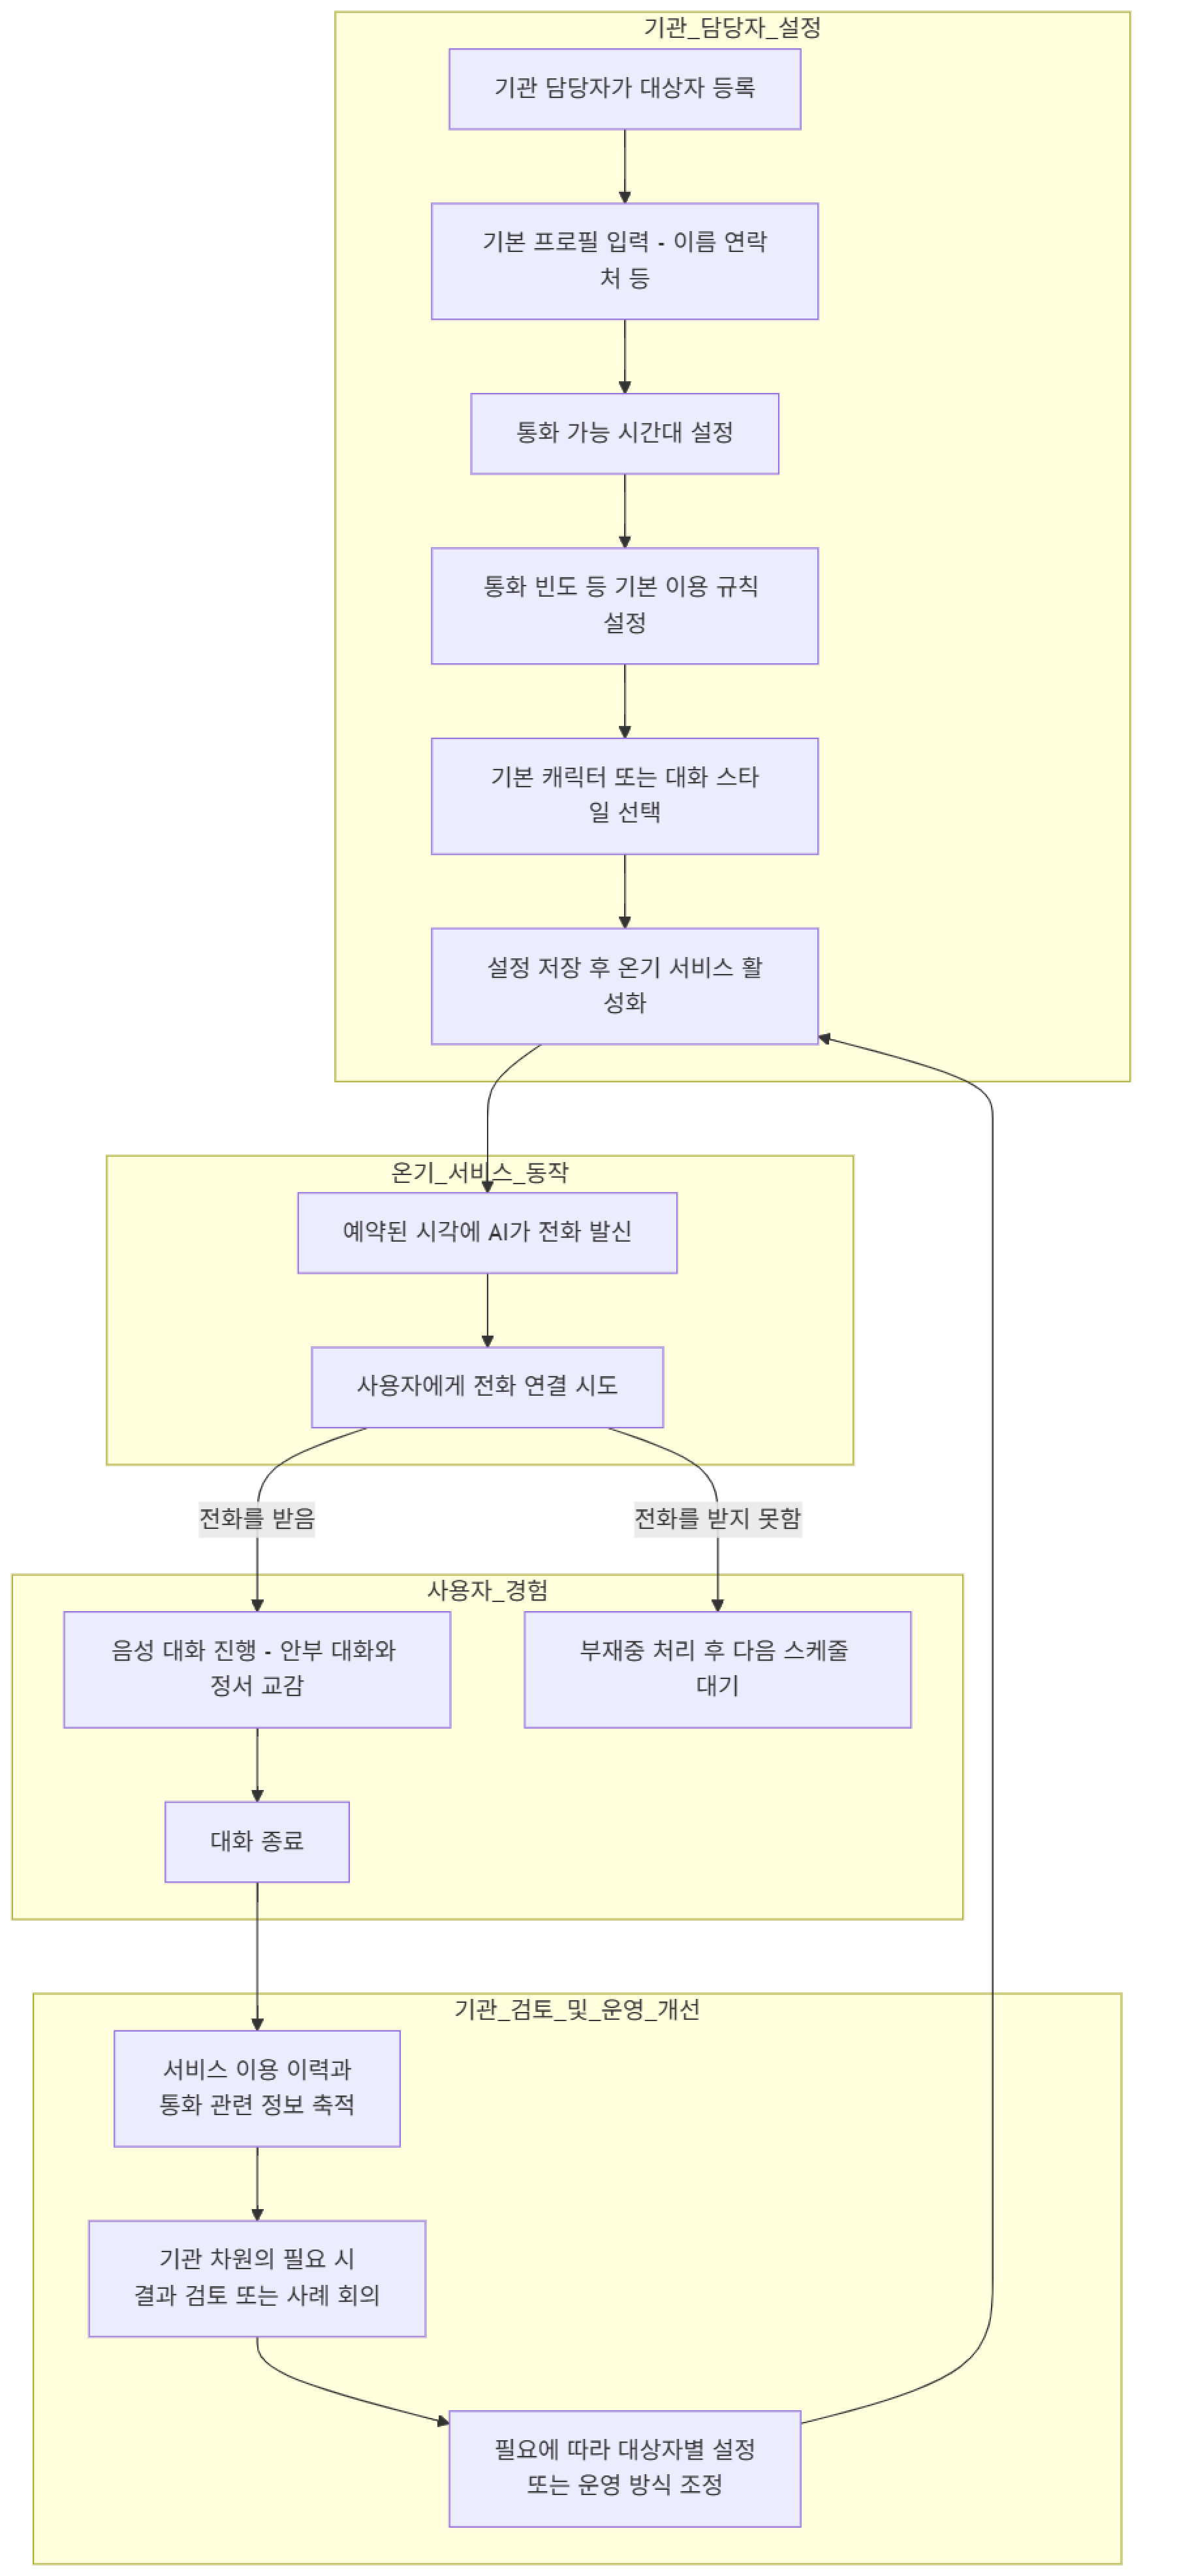 기관_담당자_설정
기관 담당자가 대상자 등록
기본 프로필 입력 - 이름 연락
처 등
통화 가능 시간대 설정
통화 빈도 등 기본 이용 규칙
설정
기본 캐릭터 또는 대화 스타
일 선택
설정 저장 후 온기 서비스 활
성화
온기_서비스_동작
예약된 시각에 AI가 전화 발신
사용자에게 전화 연결 시도
전화를 받음
전화를 받지 못함
사용자_경험
음성 대화 진행 - 안부 대화와
정서 교감
부재중 처리 후 다음 스케줄
대기
대화 종료
기관_검토_및_운영_개선
서비스 이용 이력과
통화 관련 정보 축적
기관 차원의 필요 시
결과 검토 또는 사례 회의
필요에 따라 대상자별 설정
또는 운영 방식 조정